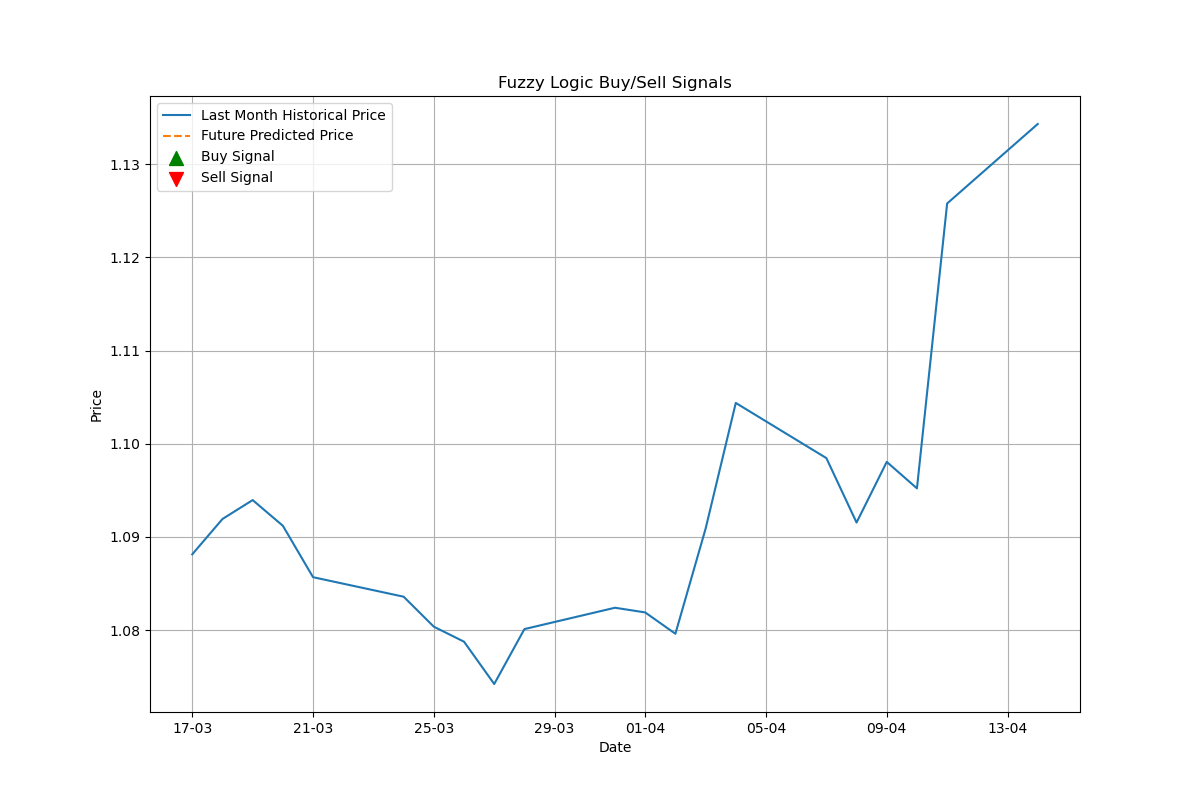 Fuzzy Logic Buy/Sell Signals
Last Month Historical Price
Future Predicted Price
Buy Signal
Sell Signal
1.13
1.12
1.11
1.10
1.09
1.08
Price
17-03 21-03 25-03 29-03 01-04 05-04 09-04 13-04
Date